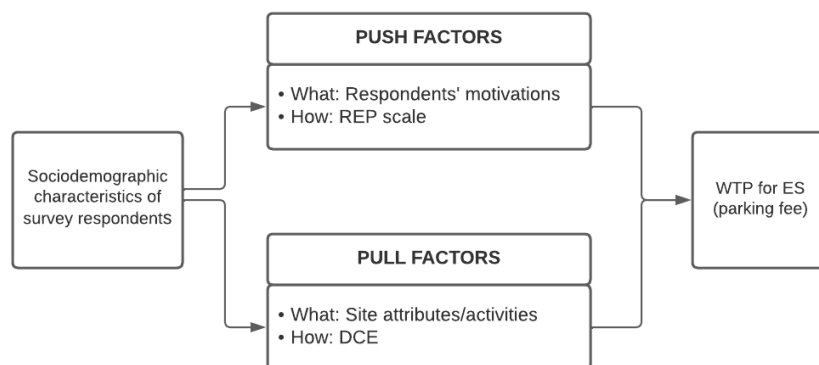 PUSH FACTORS
• What: Respondents' motivations
• How: REP scale
Sociodemographic
characteristics of
survey respondents
WTP for ES
(parking fee)
PULL FACTORS
• What: Site attributes/activities
• How: DCE